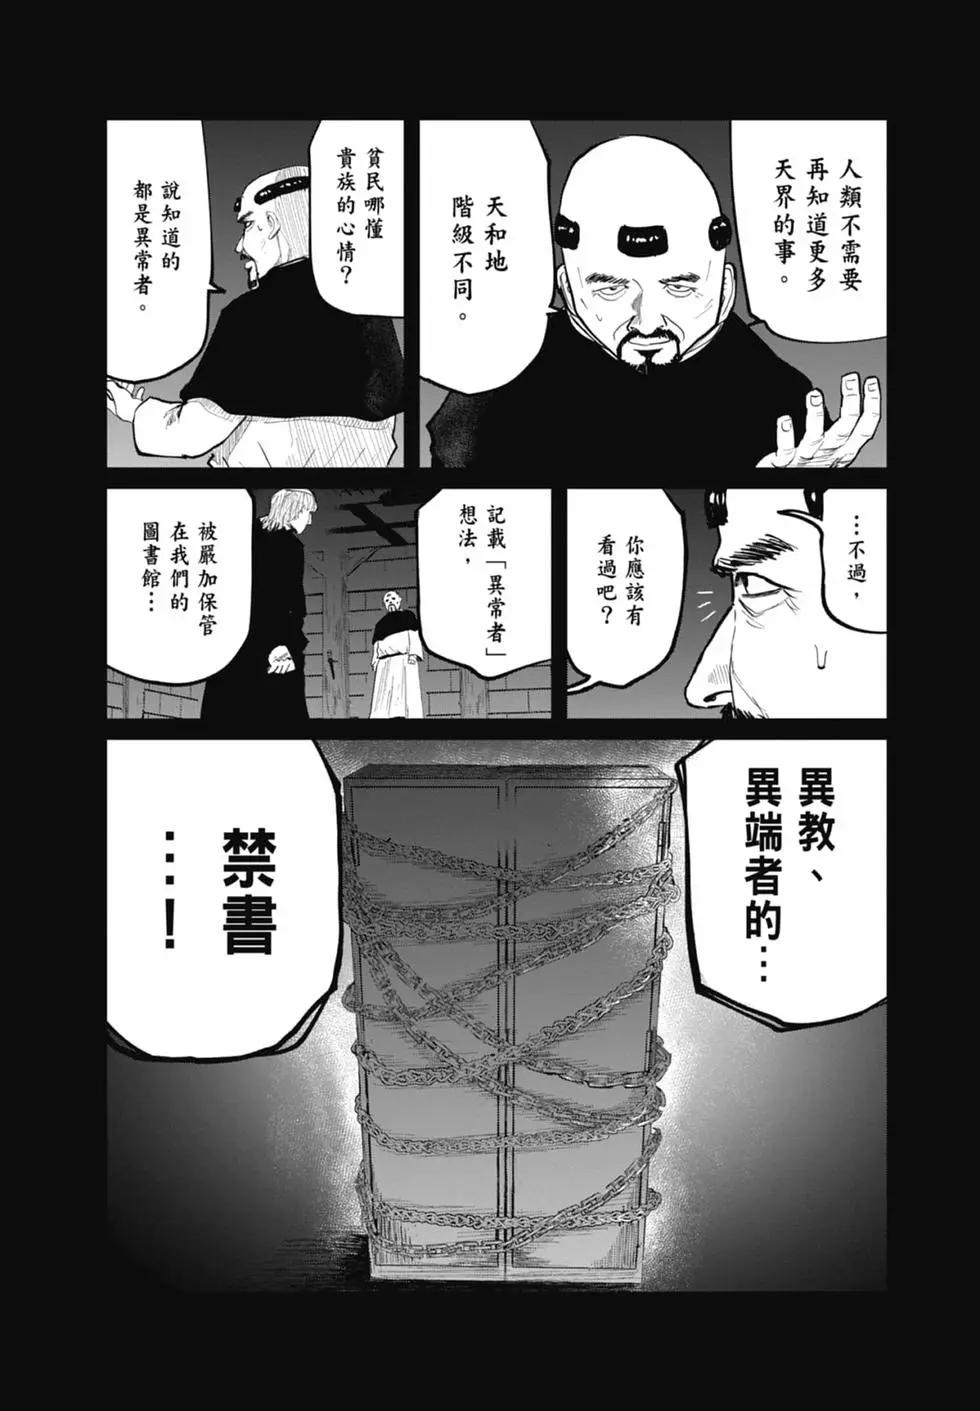 人類不需要
再知道更多
天界的事。
天和地
階級不同。
貧民哪懂
貴族的心情？
說知道的
都是異常者。
…不過，
你應該有
看過吧？
記載「異常者」
想法，
被嚴加保管
在我們的
圖書館…
異教、
異端者的…
禁書
……！